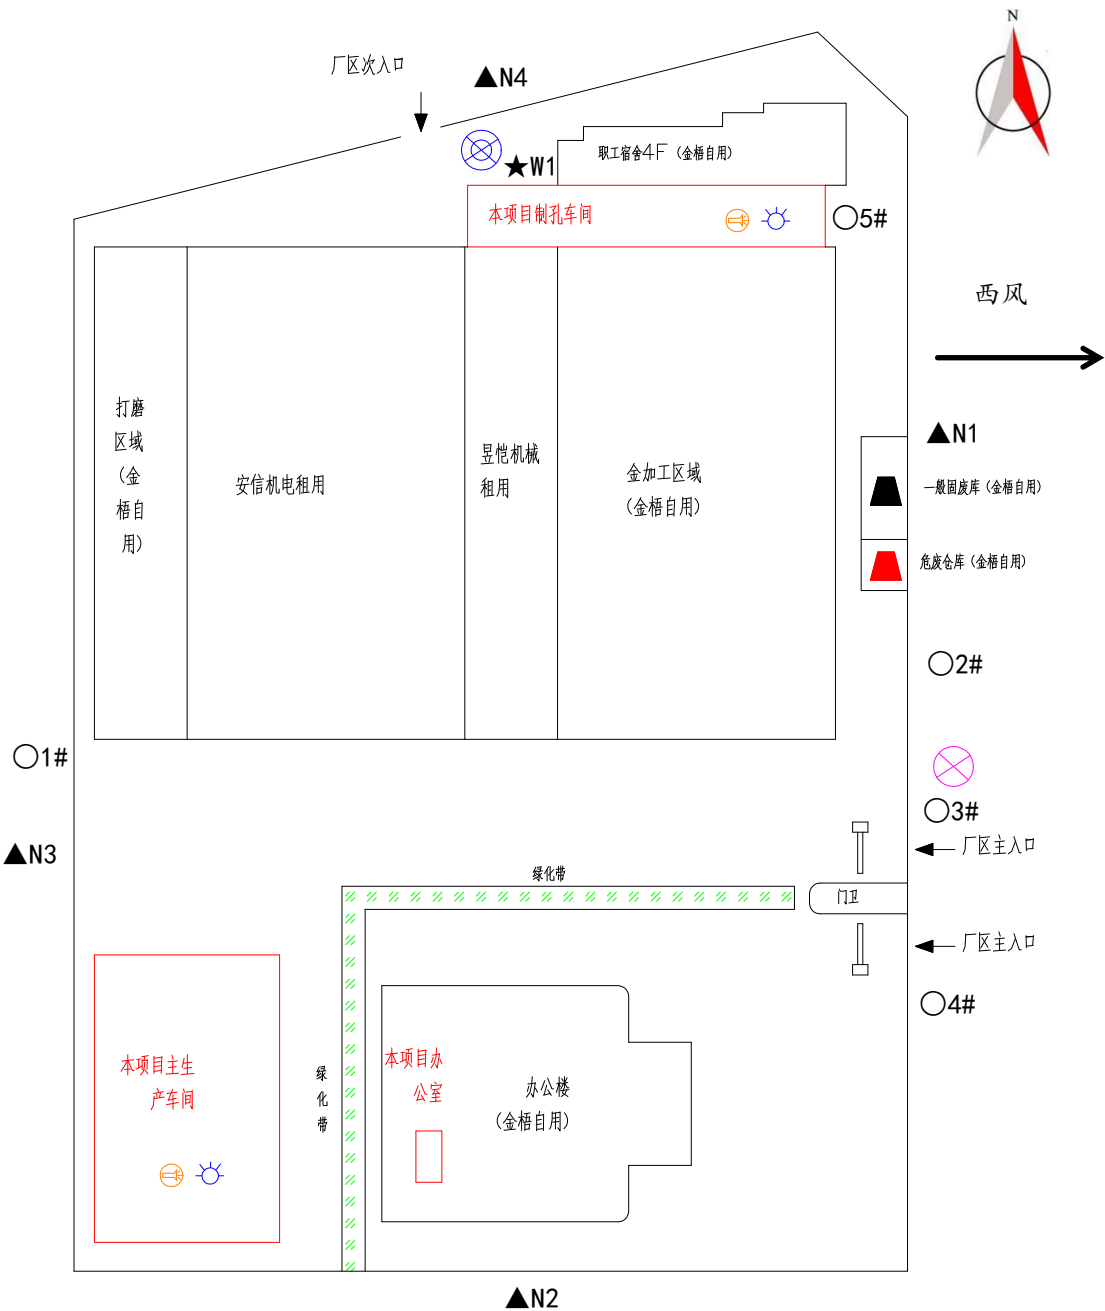 N
厂区次入口
▲N4
★W1
职工宿舍4F（金梧自用）
本项目制孔车间
○5#
西风
打磨
区域
（金
梧自
用）
安信机电租用
昱恺机械
租用
金加工区域
（金梧自用）
▲N1
一般固废库（金梧自用）
危废仓库（金梧自用）
○2#
○1#
○3#
厂区主入口
▲N3
绿化带
门卫
厂区主入口
○4#
本项目主生
产车间
绿
化
带
本项目办
公室
办公楼
（金梧自用）
▲N2